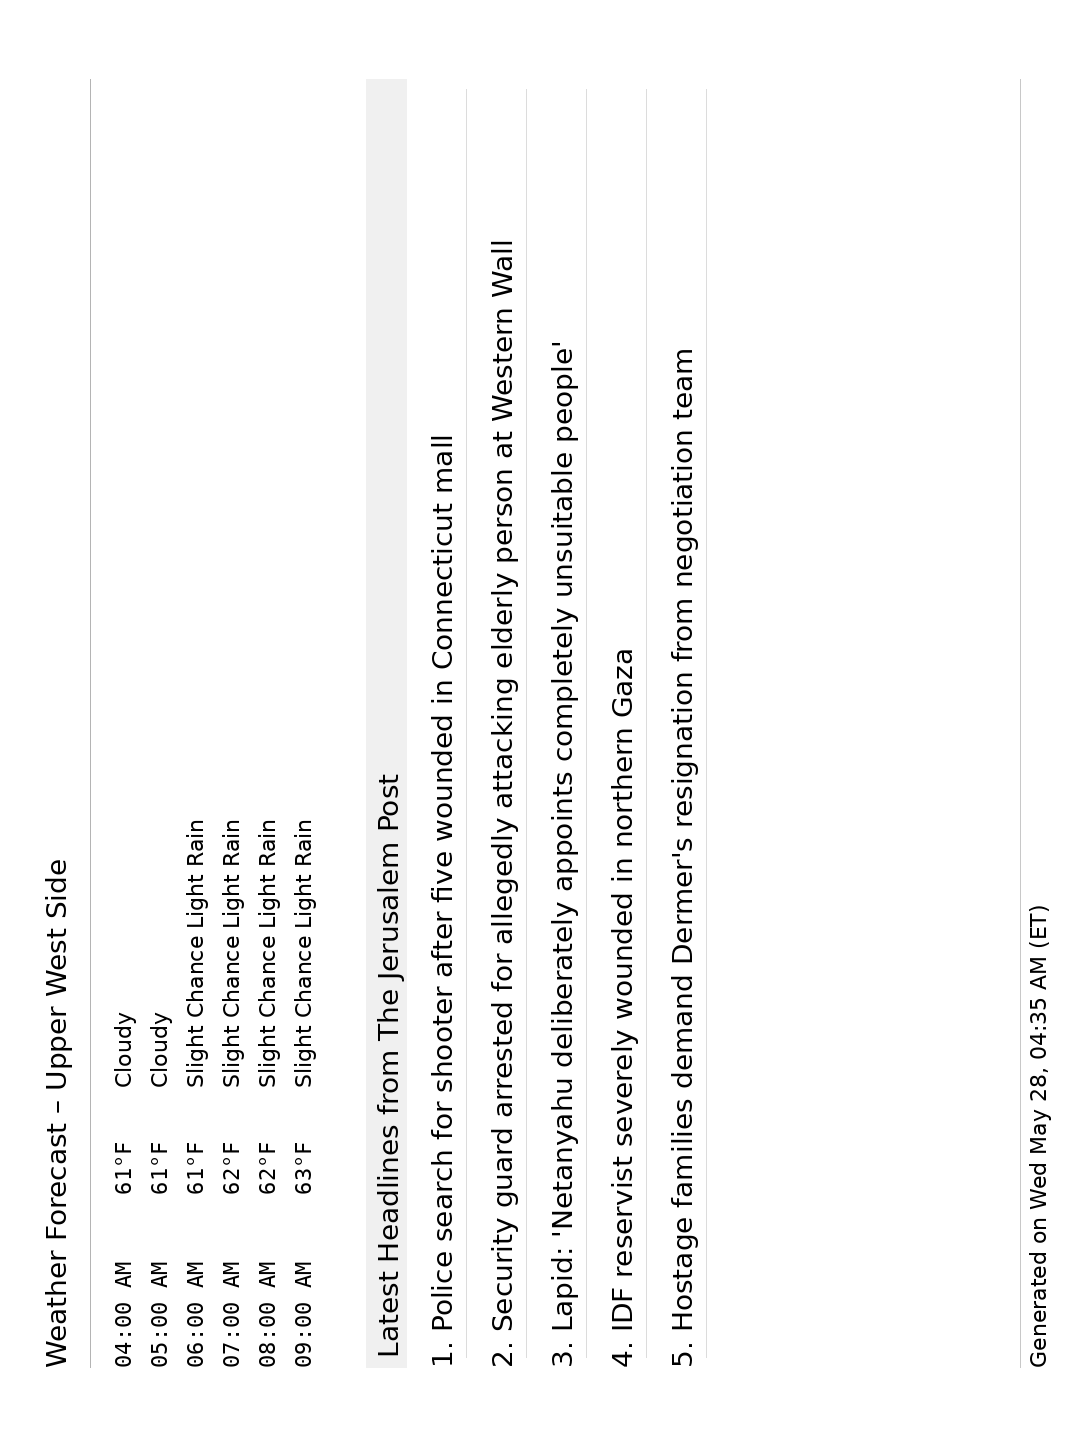 Weather Forecast – Upper West Side
04:00 AM 61°F Cloudy
05:00 AM 61°F Cloudy
06:00 AM 61°F Slight Chance Light Rain
07:00 AM 62°F Slight Chance Light Rain
08:00 AM 62°F Slight Chance Light Rain
09:00 AM 63°F Slight Chance Light Rain
Latest Headlines from The Jerusalem Post
1. Police search for shooter after five wounded in Connecticut mall
2. Security guard arrested for allegedly attacking elderly person at Western Wall
3. Lapid: 'Netanyahu deliberately appoints completely unsuitable people'
4. IDF reservist severely wounded in northern Gaza
5. Hostage families demand Dermer's resignation from negotiation team
Generated on Wed May 28, 04:35 AM (ET)